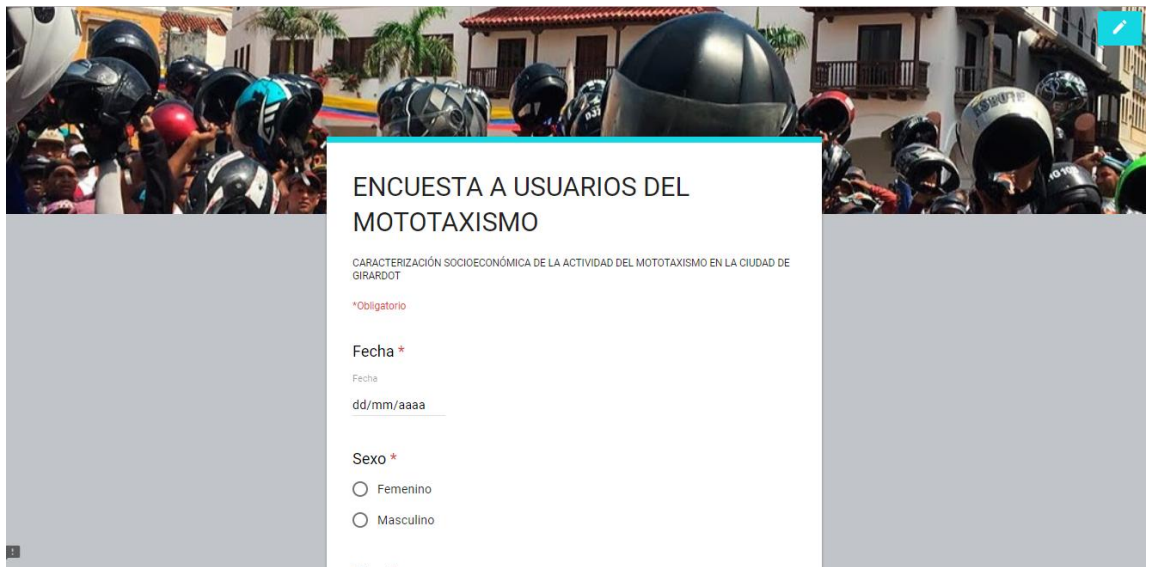 ENCUESTA A USUARIOS DEL
MOTOTAXISMO
CARACTERIZACIÓN SOCIOECONÓMICA DE LA ACTIVIDAD DEL MOTOTAXISMO EN LA CIUDAD DE
GIRARDOT
*Obligatorio
Fecha *
Fecha
dd/mm/aaaa
Sexo *
Femenino
Masculino